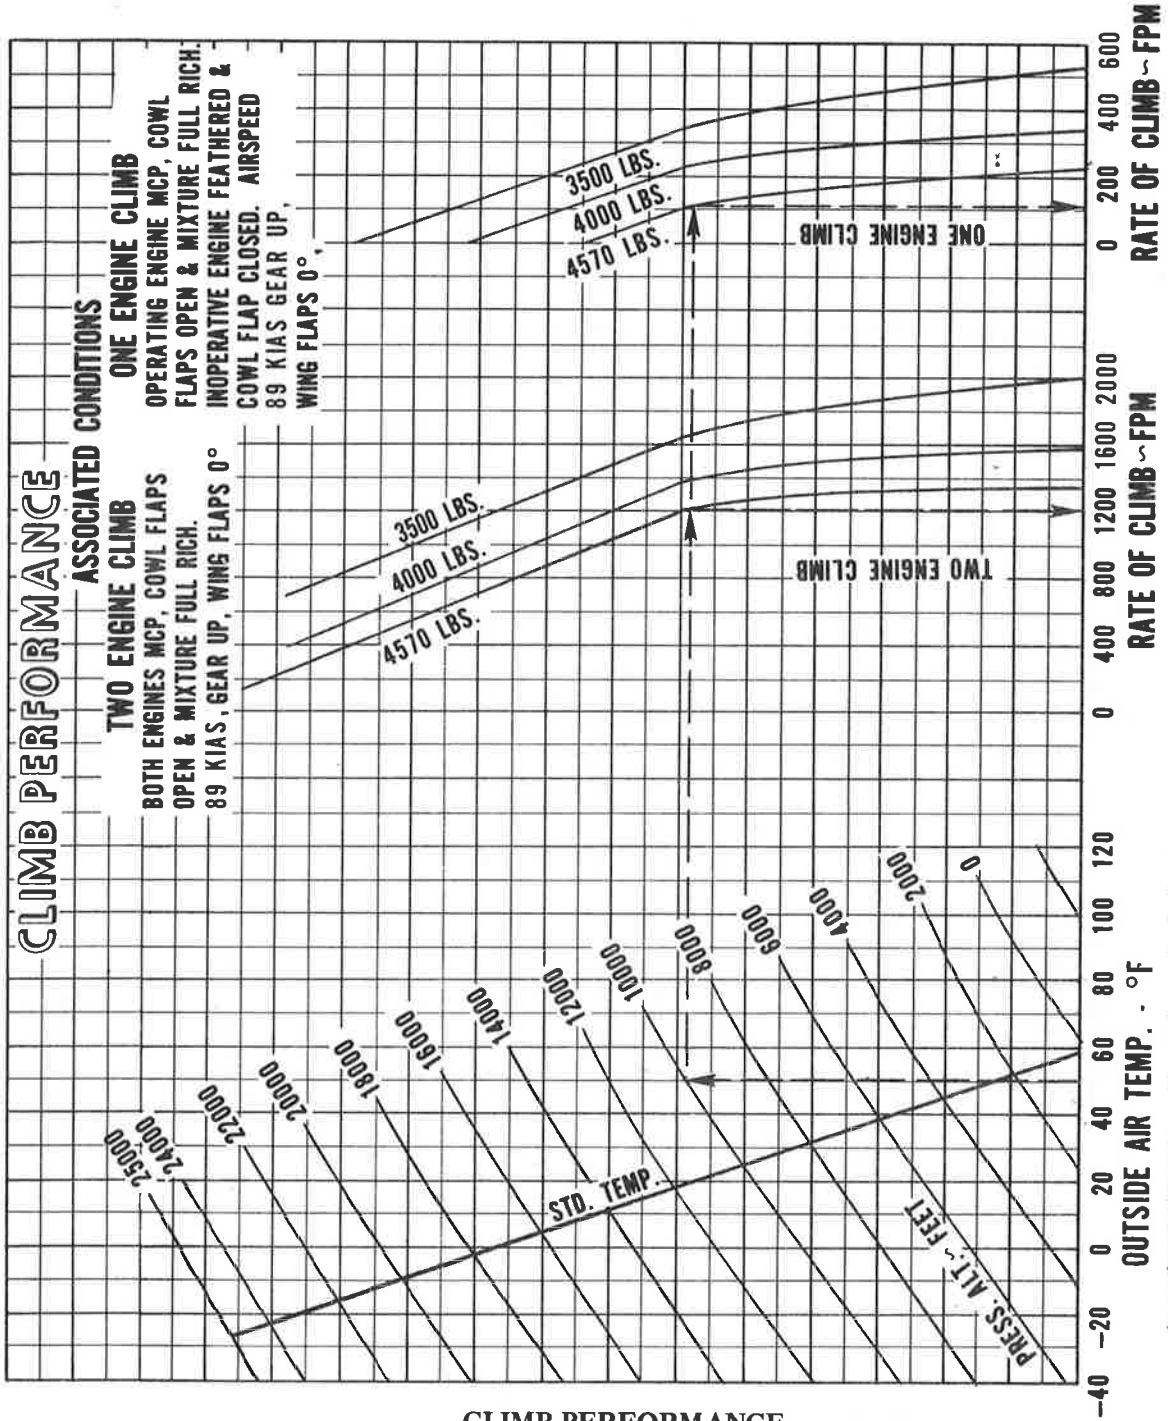 CLIMB PERFORMANCE
ASSOCIATED CONDITIONS
TWO ENGINE CLIMB
BOTH ENGINES MCP, COWL FLAPS
OPEN & MIXTURE FULL RICH.
89 KIAS, GEAR UP, WING FLAPS 0°
ONE ENGINE CLIMB
OPERATING ENGINE MCP, COWL
FLAPS OPEN & MIXTURE FULL RICH.
INOPERATIVE ENGINE FEATHERED &
COWL FLAP CLOSED. AIRSPEED
89 KIAS GEAR UP,
WING FLAPS 0°,
25000
24000
22000
20000
18000
16000
14000
12000
10000
8000
6000
4000
2000
0
STD. TEMP.
PRESS. ALT. ~ FEET
3500 LBS.
4000 LBS.
4570 LBS.
TWO ENGINE CLIMB
3500 LBS.
4000 LBS.
4570 LBS.
ONE ENGINE CLIMB
-40 -20 0 20 40 60 80 100 120
OUTSIDE AIR TEMP. - °F
0 400 800 1200 1600 2000
RATE OF CLIMB~FPM
0 200 400 600
RATE OF CLIMB~FPM